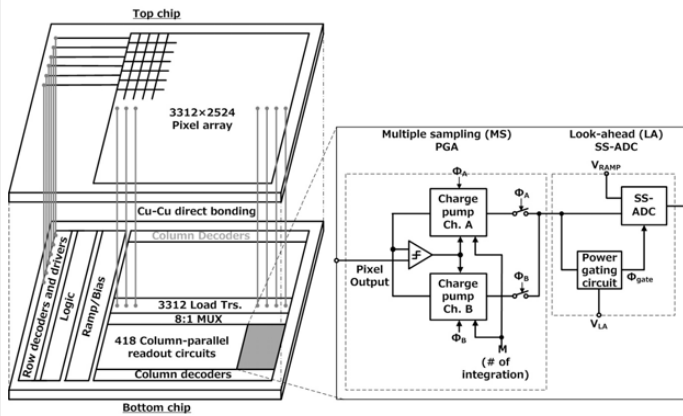 Top chip
3312×2524
Pixel array
Cu-Cu direct bonding
Column Decoders
Row decoders and drivers
Logic
Ramp/Bias
3312 Load Trs.
8:1 MUX
418 Column-parallel
readout circuits
Column decoders
Bottom chip
Multiple sampling (MS)
PGA
Look-ahead (LA)
SS-ADC
ΦA
Charge
pump
Ch. A
ΦA
VRAMP
SS-
ADC
Pixel
Output
Power
gating
circuit
Φgate
Charge
pump
Ch. B
ΦB
ΦB
VLA
M
(# of
integration)